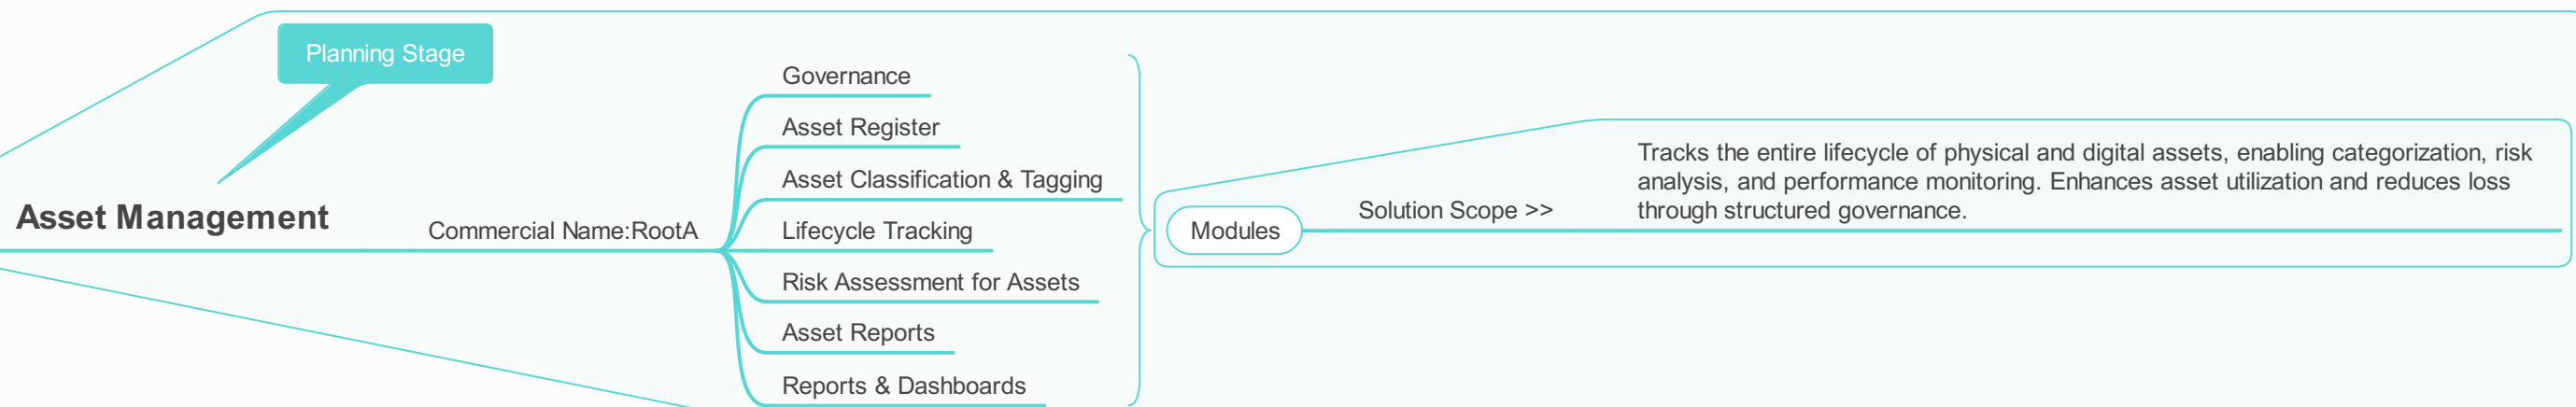 Planning Stage
Asset Management
Commercial Name:RootA
Governance
Asset Register
Asset Classification & Tagging
Lifecycle Tracking
Risk Assessment for Assets
Asset Reports
Reports & Dashboards
Modules
Solution Scope >>
Tracks the entire lifecycle of physical and digital assets, enabling categorization, risk
analysis, and performance monitoring. Enhances asset utilization and reduces loss
through structured governance.